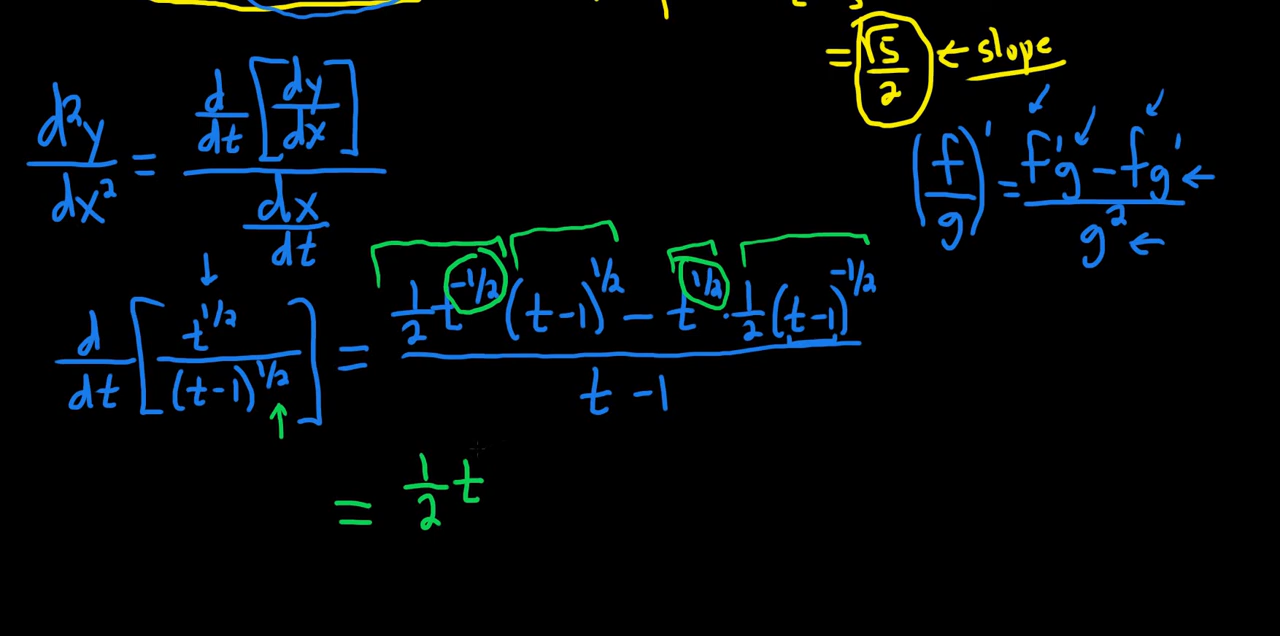 = √5/2 ← slope
d²y/dx² = d/dt [dy/dx] / dx/dt
(f/g)' = f'g - fg' / g² ←
↓
d/dt [t^1/2 / (t-1)^1/2] = 1/2 t^-1/2 (t-1)^1/2 - t^1/2 · 1/2 (t-1)^-1/2 / t-1
= 1/2 t